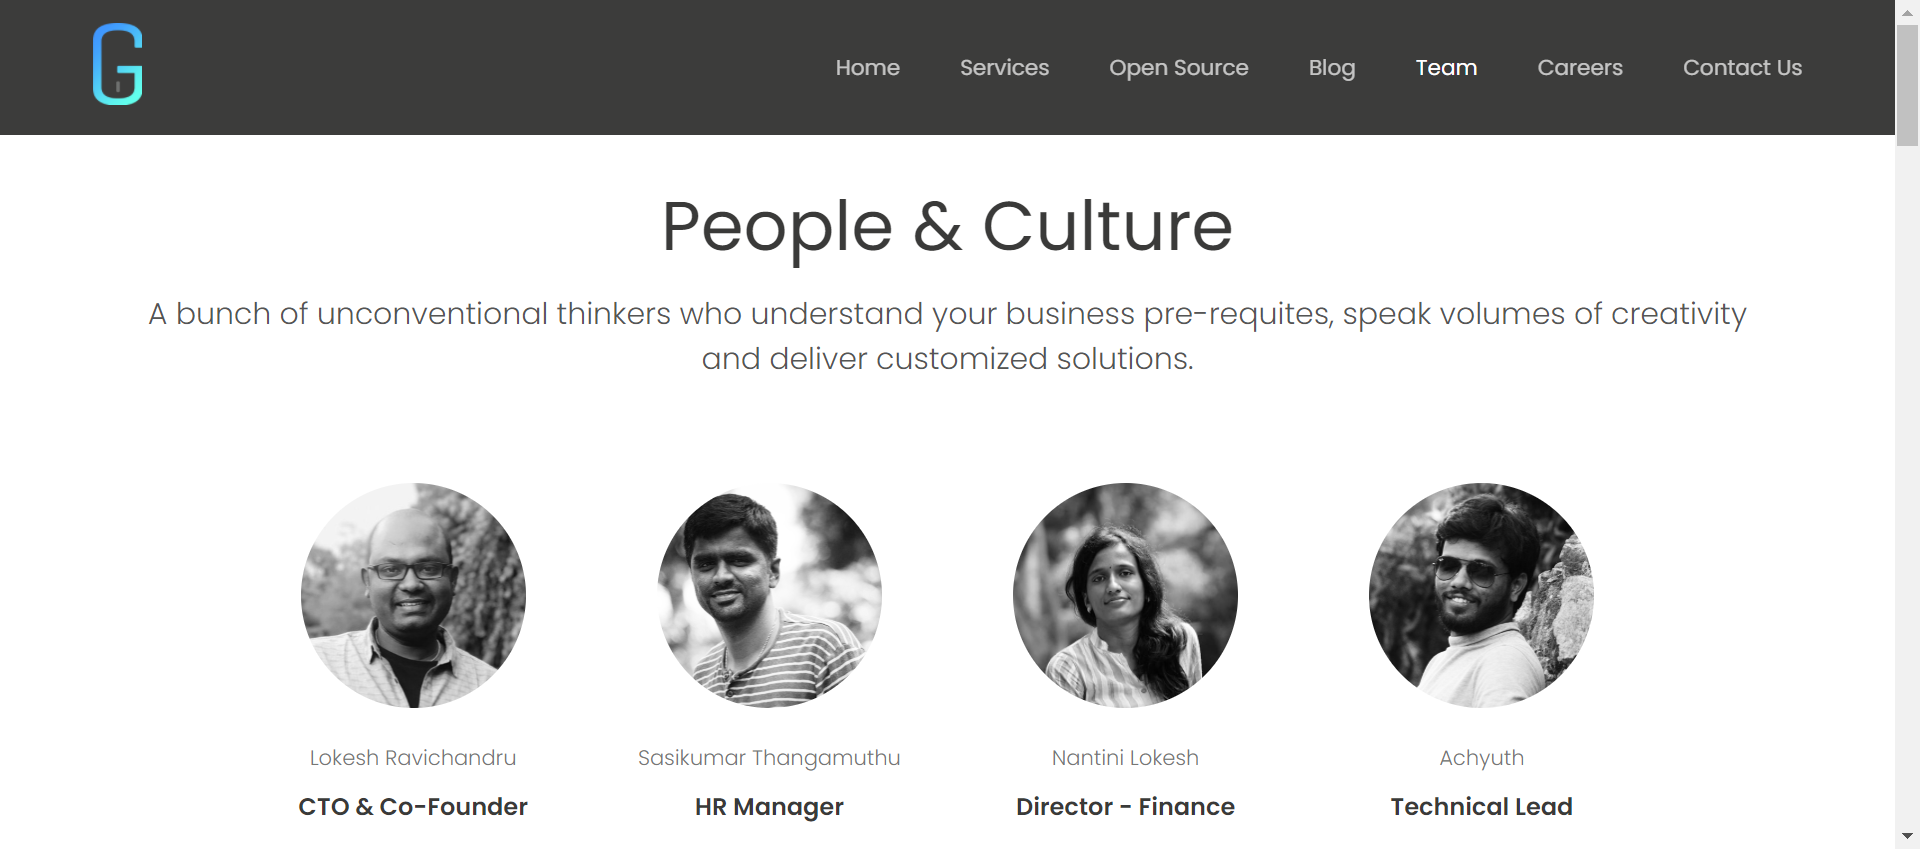 G
Home Services Open Source Blog Team Careers Contact Us
People & Culture
A bunch of unconventional thinkers who understand your business pre-requites, speak volumes of creativity
and deliver customized solutions.
Lokesh Ravichandru Sasikumar Thangamuthu Nantini Lokesh Achyuth
CTO & Co-Founder HR Manager Director - Finance Technical Lead